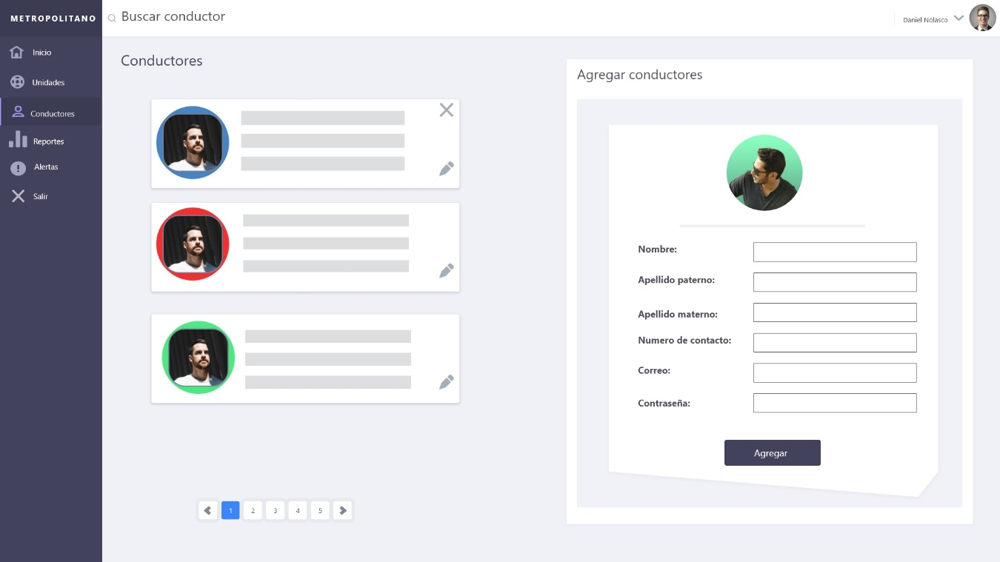 METROPOLITANO
Buscar conductor
Daniel Nolasco
Inicio
Unidades
Conductores
Reportes
Alertas
Salir
Conductores
1
2
3
4
5
Agregar conductores
Nombre:
Apellido paterno:
Apellido materno:
Numero de contacto:
Correo:
Contraseña:
Agregar